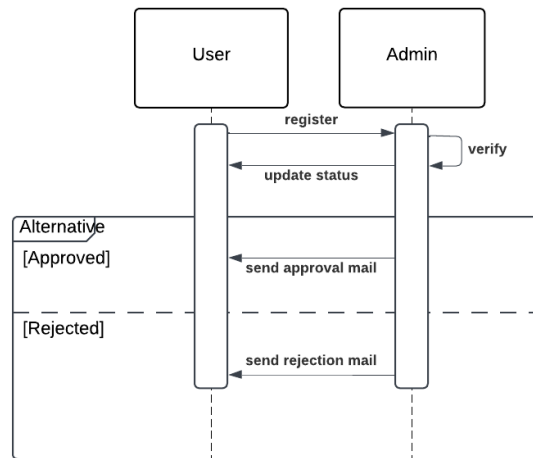 User
Admin
register
verify
update status
Alternative
[Approved]
send approval mail
[Rejected]
send rejection mail